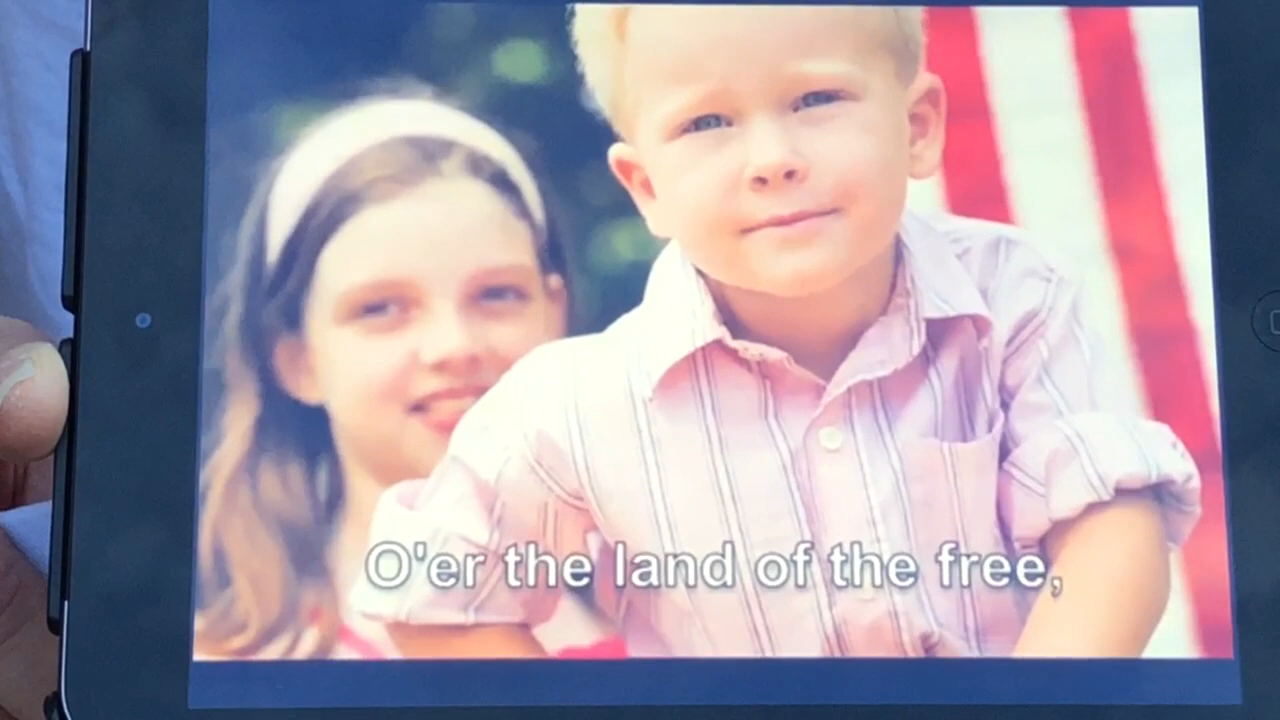 O'er the land of the free,